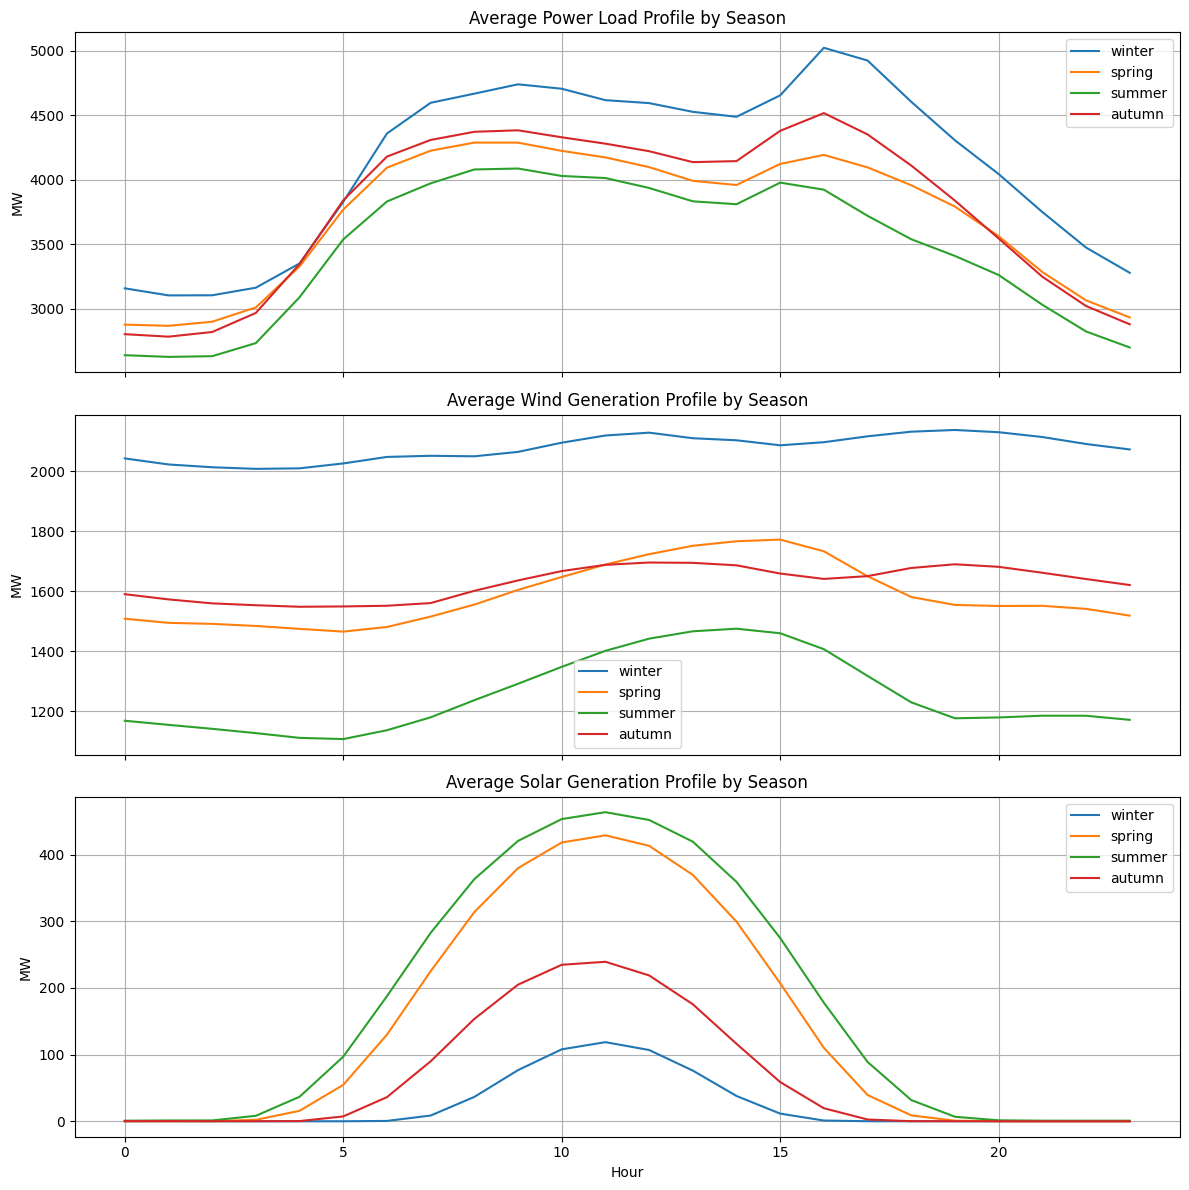 Average Power Load Profile by Season
5000
4500
4000
3500
3000
MW
winter
spring
summer
autumn
Average Wind Generation Profile by Season
2000
1800
1600
1400
1200
MW
winter
spring
summer
autumn
Average Solar Generation Profile by Season
400
300
200
100
0
MW
winter
spring
summer
autumn
0 5 10 15 20
Hour